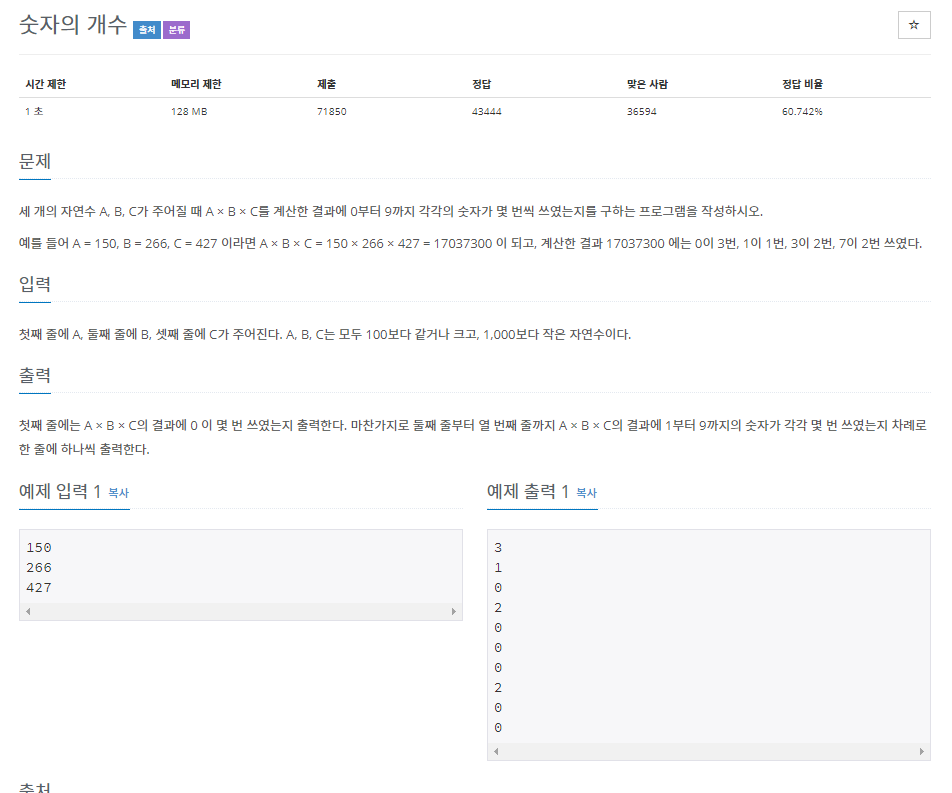 숫자의 개수 출처 분류
☆
시간 제한 메모리 제한 제출 정답 맞은 사람 정답 비율
1 초 128 MB 71850 43444 36594 60.742%
문제
세 개의 자연수 A, B, C가 주어질 때 A × B × C를 계산한 결과에 0부터 9까지 각각의 숫자가 몇 번씩 쓰였는지를 구하는 프로그램을 작성하시오.
예를 들어 A = 150, B = 266, C = 427 이라면 A × B × C = 150 × 266 × 427 = 17037300 이 되고, 계산한 결과 17037300 에는 0이 3번, 1이 1번, 3이 2번, 7이 2번 쓰였다.
입력
첫째 줄에 A, 둘째 줄에 B, 셋째 줄에 C가 주어진다. A, B, C는 모두 100보다 같거나 크고, 1,000보다 작은 자연수이다.
출력
첫째 줄에는 A × B × C의 결과에 0 이 몇 번 쓰였는지 출력한다. 마찬가지로 둘째 줄부터 열 번째 줄까지 A × B × C의 결과에 1부터 9까지의 숫자가 각각 몇 번 쓰였는지 차례로
한 줄에 하나씩 출력한다.
예제 입력 1 복사
150
266
427
예제 출력 1 복사
3
1
0
2
0
0
0
2
0
0
출처